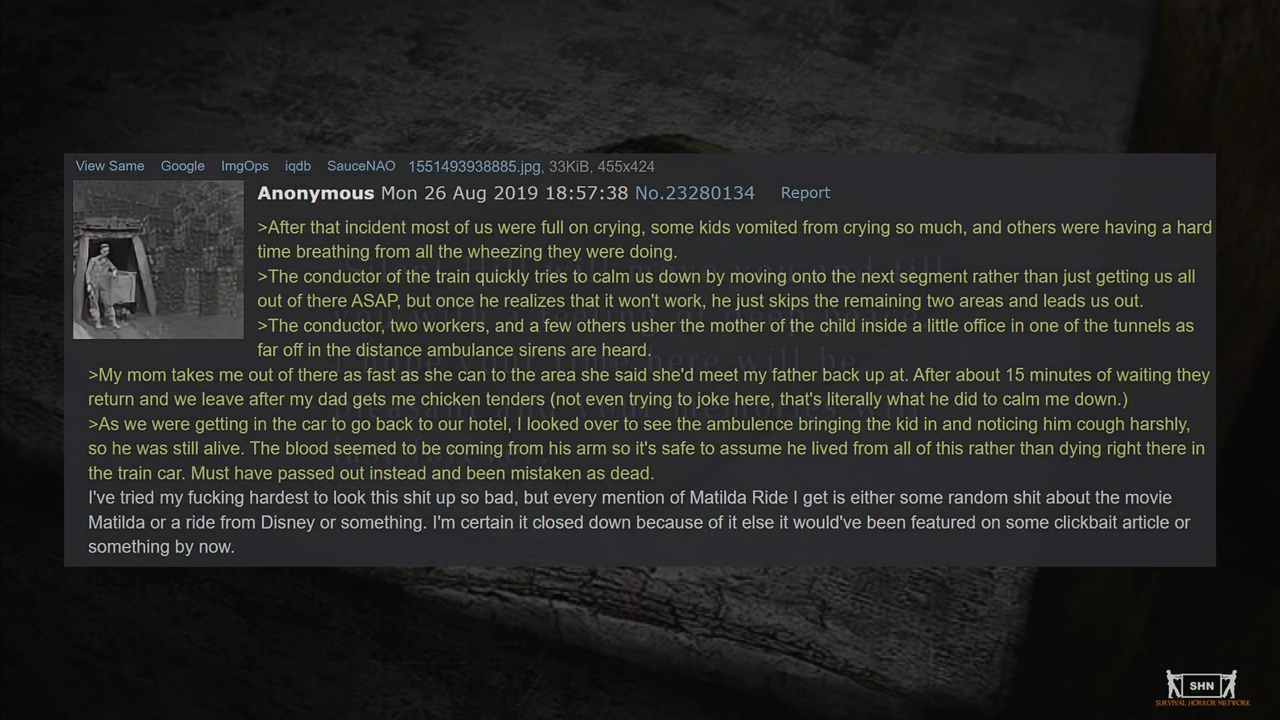 View Same Google ImgOps iqdb SauceNAO 1551493938885.jpg, 33KiB, 455x424
Anonymous Mon 26 Aug 2019 18:57:38 No.23280134 Report
>After that incident most of us were full on crying, some kids vomited from crying so much, and others were having a hard
time breathing from all the wheezing they were doing.
>The conductor of the train quickly tries to calm us down by moving onto the next segment rather than just getting us all
out of there ASAP, but once he realizes that it won't work, he just skips the remaining two areas and leads us out.
>The conductor, two workers, and a few others usher the mother of the child inside a little office in one of the tunnels as
far off in the distance ambulance sirens are heard.
>My mom takes me out of there as fast as she can to the area she said she'd meet my father back up at. After about 15 minutes of waiting they
return and we leave after my dad gets me chicken tenders (not even trying to joke here, that's literally what he did to calm me down.)
>As we were getting in the car to go back to our hotel, I looked over to see the ambulence bringing the kid in and noticing him cough harshly,
so he was still alive. The blood seemed to be coming from his arm so it's safe to assume he lived from all of this rather than dying right there in
the train car. Must have passed out instead and been mistaken as dead.
I've tried my fucking hardest to look this shit up so bad, but every mention of Matilda Ride I get is either some random shit about the movie
Matilda or a ride from Disney or something. I'm certain it closed down because of it else it would've been featured on some clickbait article or
something by now.
SHN
SURVIVAL HORROR NETWORK